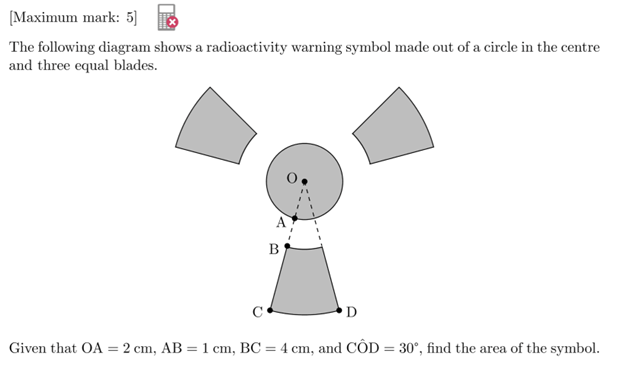 [Maximum mark: 5]
The following diagram shows a radioactivity warning symbol made out of a circle in the centre
and three equal blades.
O
A
B
C
D
Given that OA = 2 cm, AB = 1 cm, BC = 4 cm, and CÔD = 30°, find the area of the symbol.